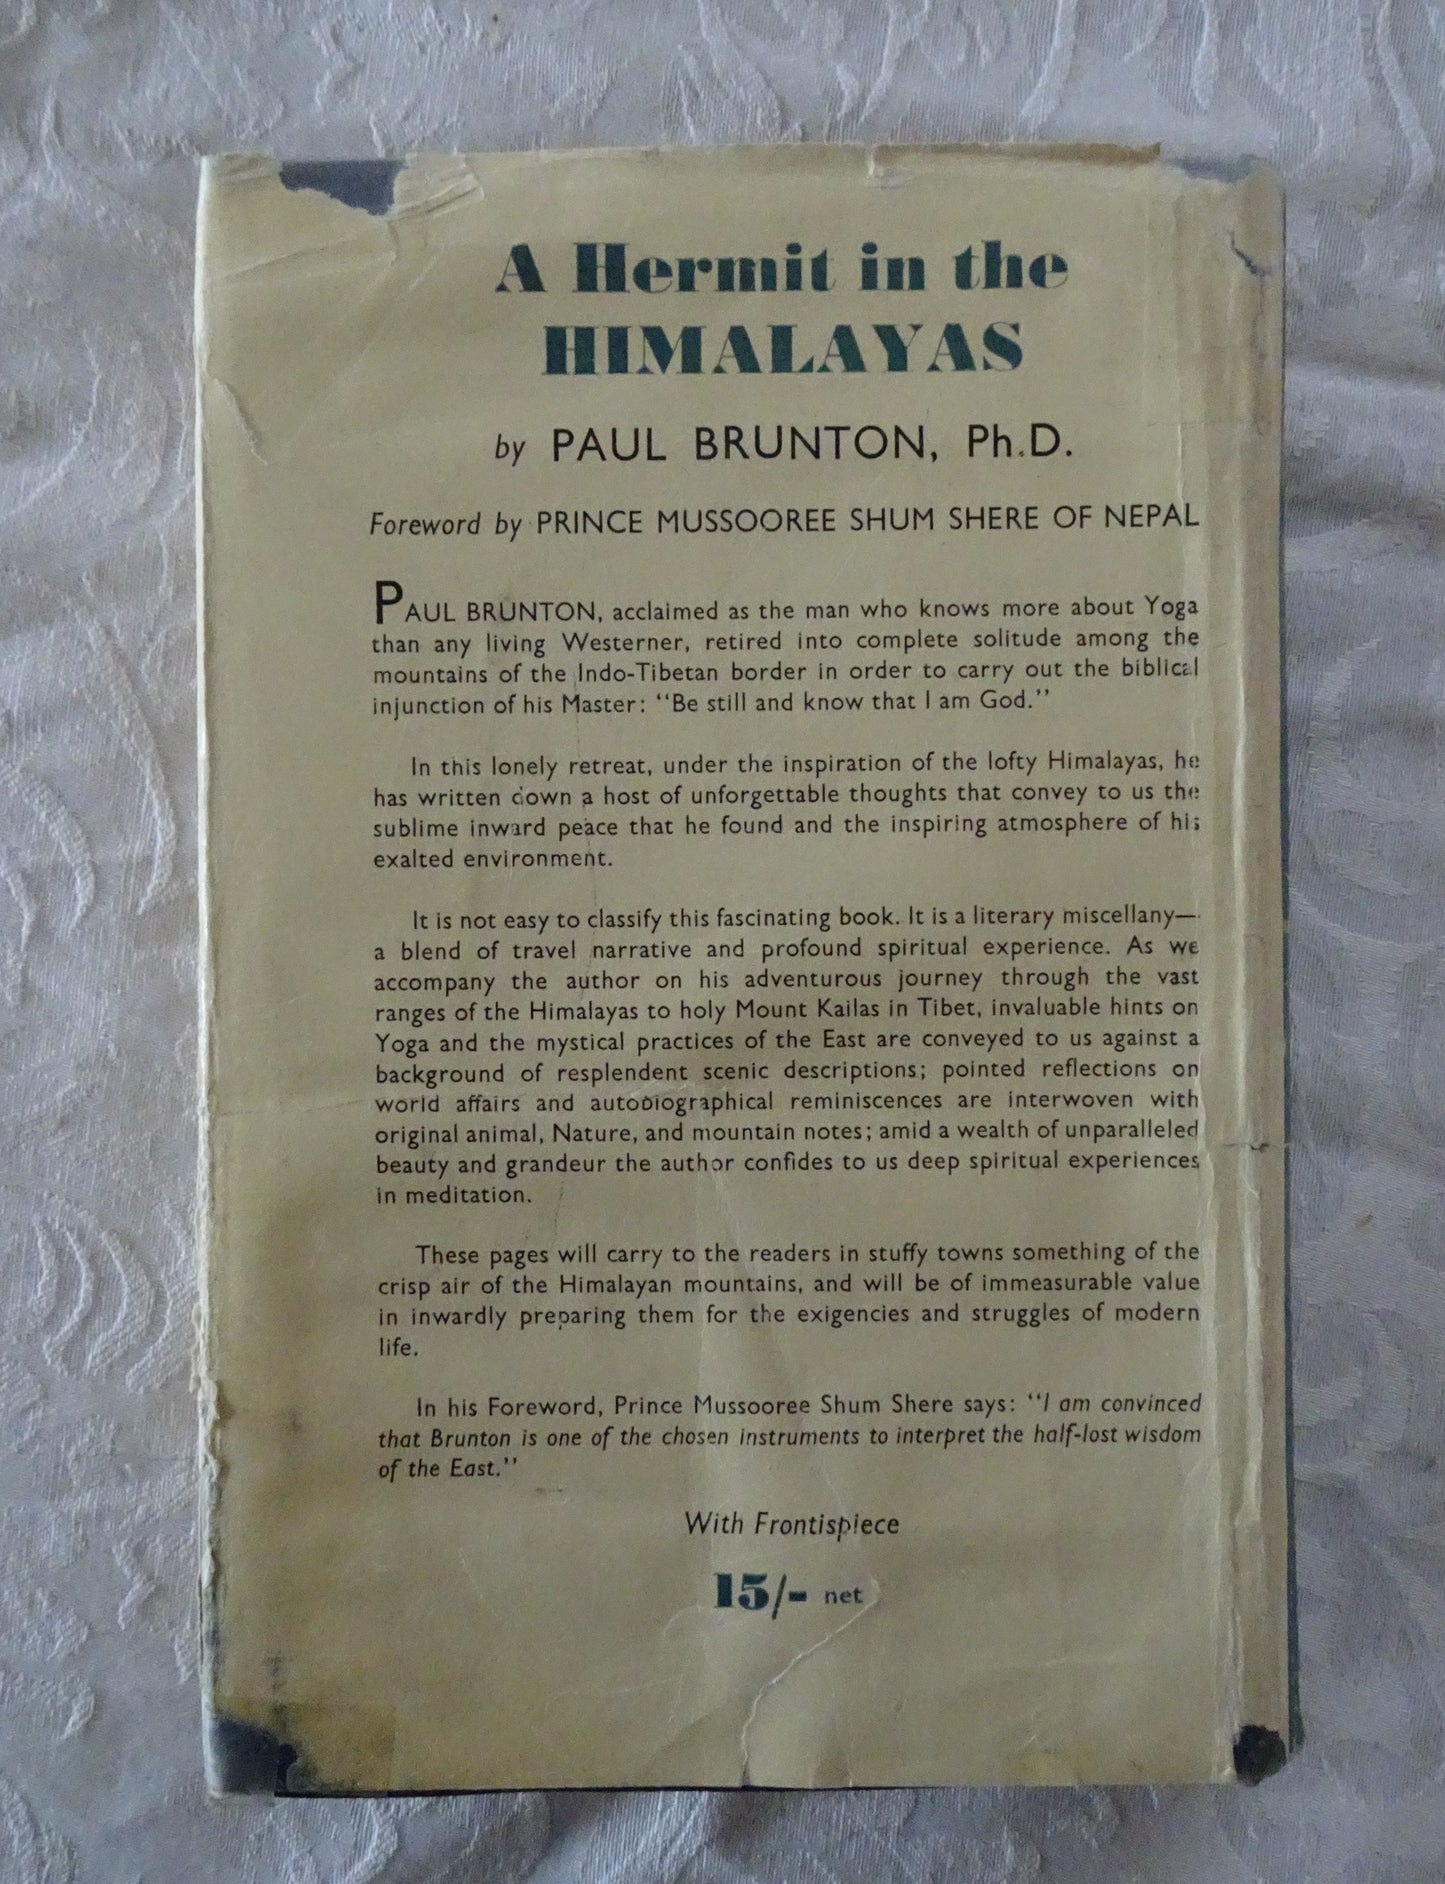 A Hermit in the
HIMALAYAS
by PAUL BRUNTON, Ph.D.
Foreword by PRINCE MUSSOOREE SHUM SHERE OF NEPAL
PAUL BRUNTON, acclaimed as the man who knows more about Yoga
than any living Westerner, retired into complete solitude among the
mountains of the Indo-Tibetan border in order to carry out the biblical
injunction of his Master: “Be still and know that I am God.”
In this lonely retreat, under the inspiration of the lofty Himalayas, he
has written down a host of unforgettable thoughts that convey to us the
sublime inward peace that he found and the inspiring atmosphere of his
exalted environment.
It is not easy to classify this fascinating book. It is a literary miscellany—
a blend of travel narrative and profound spiritual experience. As we
accompany the author on his adventurous journey through the vast
ranges of the Himalayas to holy Mount Kailas in Tibet, invaluable hints on
Yoga and the mystical practices of the East are conveyed to us against a
background of resplendent scenic descriptions; pointed reflections on
world affairs and autobiographical reminiscences are interwoven with
original animal, Nature, and mountain notes; amid a wealth of unparalleled
beauty and grandeur the author confides to us deep spiritual experiences
in meditation.
These pages will carry to the readers in stuffy towns something of the
crisp air of the Himalayan mountains, and will be of immeasurable value
in inwardly preparing them for the exigencies and struggles of modern
life.
In his Foreword, Prince Mussooree Shum Shere says: “I am convinced
that Brunton is one of the chosen instruments to interpret the half-lost wisdom
of the East.”
With Frontispiece
15/- net